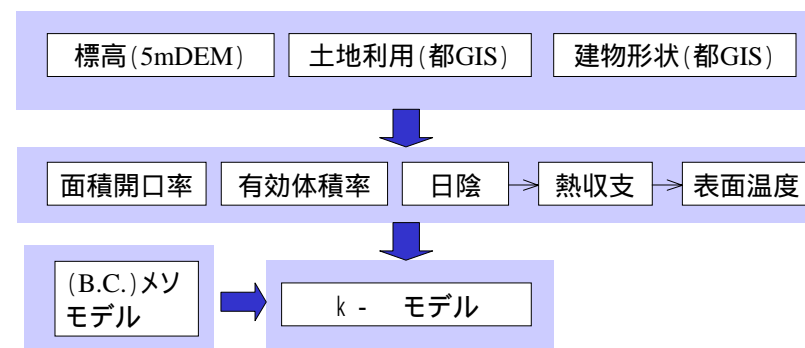 標高(5mDEM)
土地利用(都GIS)
建物形状(都GIS)
面積開口率
有効体積率
日陰
熱収支
表面温度
(B.C.)メソ
モデル
k - モデル